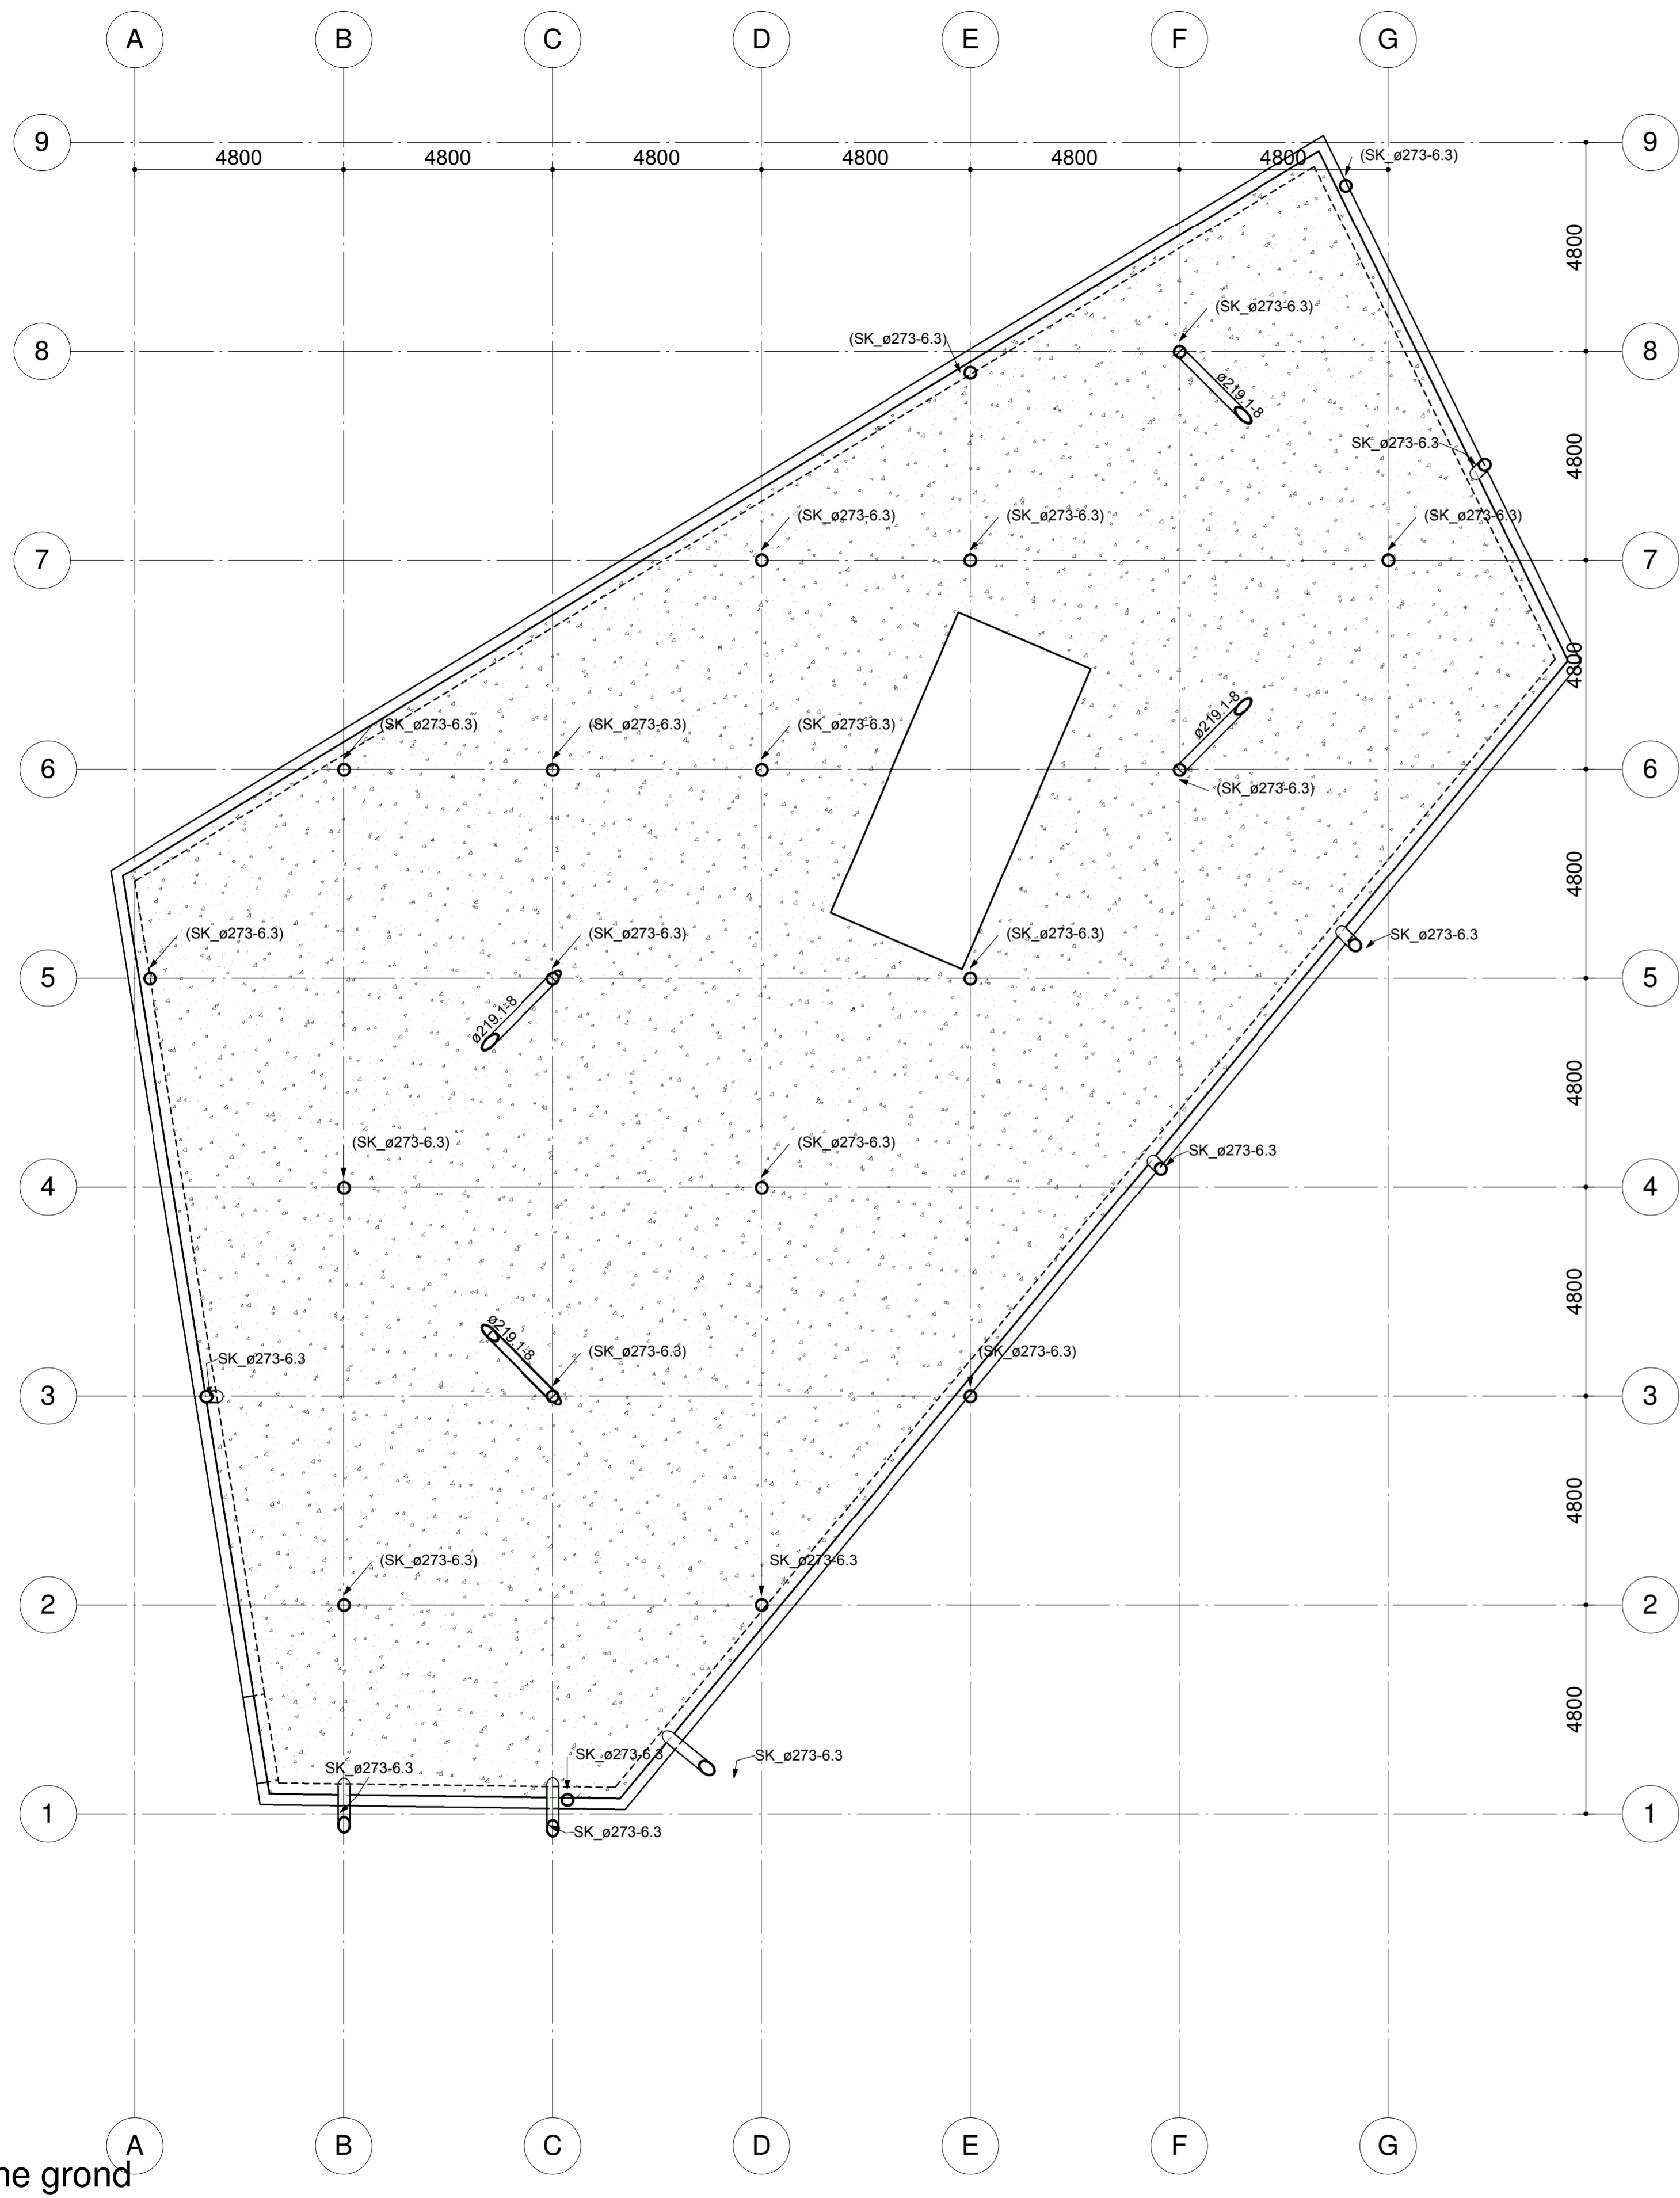 A B C D E F G
9 9
4800 4800 4800 4800 4800 4800
(SK_ø273-6.3)
4800
(SK_ø273-6.3)
(SK_ø273-6.3)
8 8
ø219.1-8
SK_ø273-6.3
4800
(SK_ø273-6.3) (SK_ø273-6.3) (SK_ø273-6.3)
7 7
4800
ø219.1-8
(SK_ø273-6.3) (SK_ø273-6.3) (SK_ø273-6.3)
6 6
(SK_ø273-6.3)
4800
(SK_ø273-6.3) (SK_ø273-6.3) (SK_ø273-6.3) SK_ø273-6.3
5 5
ø219.1-8
4800
(SK_ø273-6.3) (SK_ø273-6.3) SK_ø273-6.3
4 4
4800
ø219.1-8
SK_ø273-6.3 (SK_ø273-6.3) (SK_ø273-6.3)
3 3
4800
(SK_ø273-6.3) SK_ø273-6.3
2 2
4800
SK_ø273-6.3 SK_ø273-6.3 SK_ø273-6.3
1 1
SK_ø273-6.3
A B C D E F G
ne grond